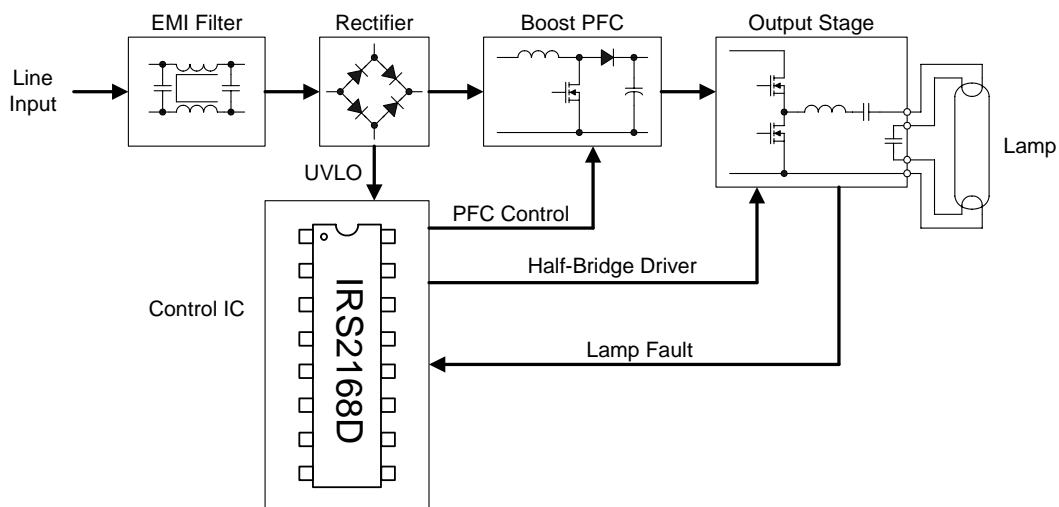 EMI Filter
Rectifier
Boost PFC
Output Stage
Line
Input
Lamp
UVLO
PFC Control
Half-Bridge Driver
Control IC
IRS2168D
Lamp Fault